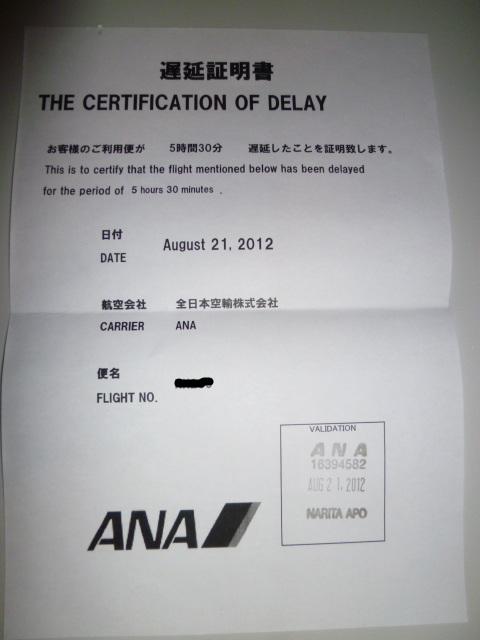 遅延証明書
THE CERTIFICATION OF DELAY
お客様のご利用便が 5時間30分 遅延したことを証明致します。
This is to certify that the flight mentioned below has been delayed
for the period of 5 hours 30 minutes .
日付
DATE
August 21, 2012
航空会社 全日本空輸株式会社
CARRIER ANA
便名
FLIGHT NO.
VALIDATION
ANA
16394582
AUG 21. 2012
NARITA APO
ANA